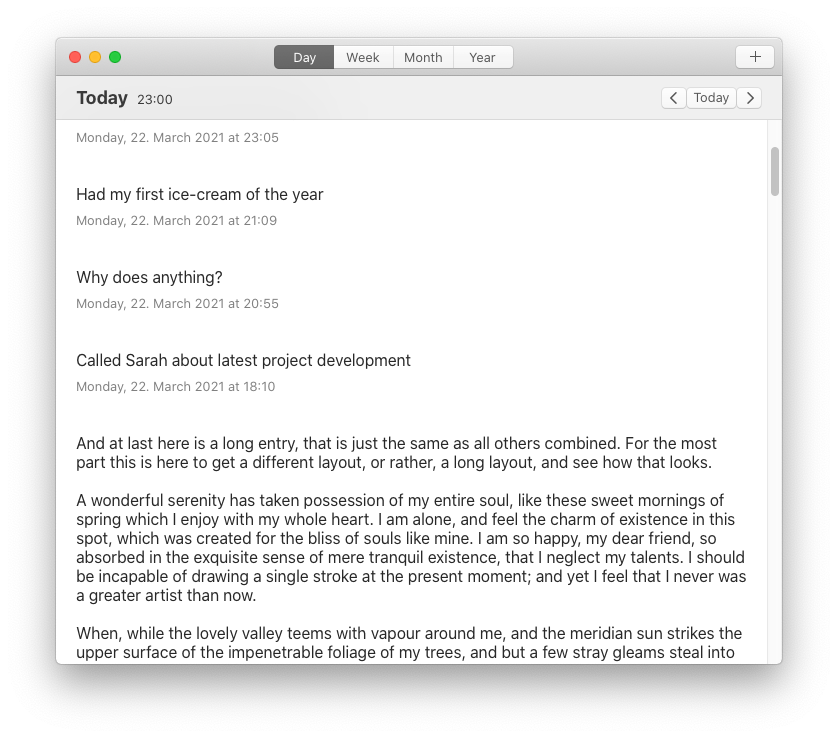 Day Week Month Year
Today 23:00
Today
Monday, 22. March 2021 at 23:05
Had my first ice-cream of the year
Monday, 22. March 2021 at 21:09
Why does anything?
Monday, 22. March 2021 at 20:55
Called Sarah about latest project development
Monday, 22. March 2021 at 18:10
And at last here is a long entry, that is just the same as all others combined. For the most
part this is here to get a different layout, or rather, a long layout, and see how that looks.
A wonderful serenity has taken possession of my entire soul, like these sweet mornings of
spring which I enjoy with my whole heart. I am alone, and feel the charm of existence in this
spot, which was created for the bliss of souls like mine. I am so happy, my dear friend, so
absorbed in the exquisite sense of mere tranquil existence, that I neglect my talents. I should
be incapable of drawing a single stroke at the present moment; and yet I feel that I never was
a greater artist than now.
When, while the lovely valley teems with vapour around me, and the meridian sun strikes the
upper surface of the impenetrable foliage of my trees, and but a few stray gleams steal into